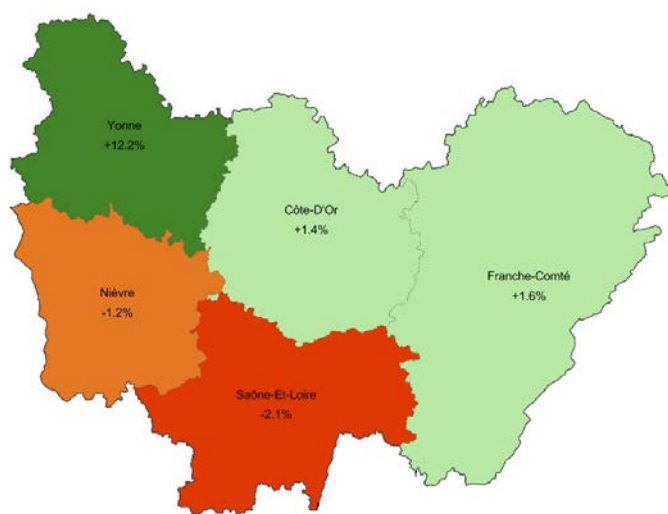 Yonne
+12.2%
Côte-D'Or
+1.4%
Franche-Comté
+1.6%
Nièvre
-1.2%
Saône-Et-Loire
-2.1%